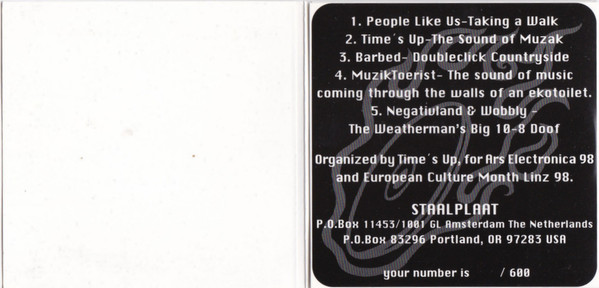 1. People Like Us-Taking a Walk
2. Time´s Up-The Sound of Muzak
3. Barbed- Doubleclick Countryside
4. MuzikToerist- The sound of music
coming through the walls of an ekotoilet.
5. Negativland & Wobbly -
The Weatherman's Big 10-8 Doof
Organized by Time´s Up, for Ars Electronica 98
and European Culture Month Linz 98.
STAALPLAAT
P.O.Box 11453/1001 GL Amsterdam The Netherlands
P.O.Box 83296 Portland, OR 97283 USA
your number is / 600